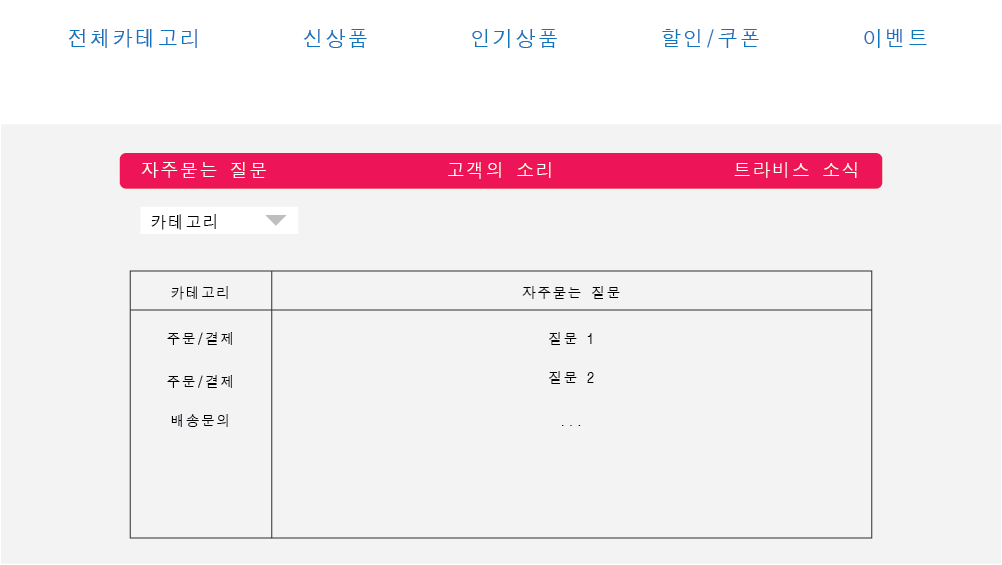 전체카테고리 신상품 인기상품 할인/쿠폰 이벤트
자주묻는 질문 고객의 소리 트라비스 소식
카테고리
카테고리 자주묻는 질문
주문/결제 질문 1
주문/결제 질문 2
배송문의 ...